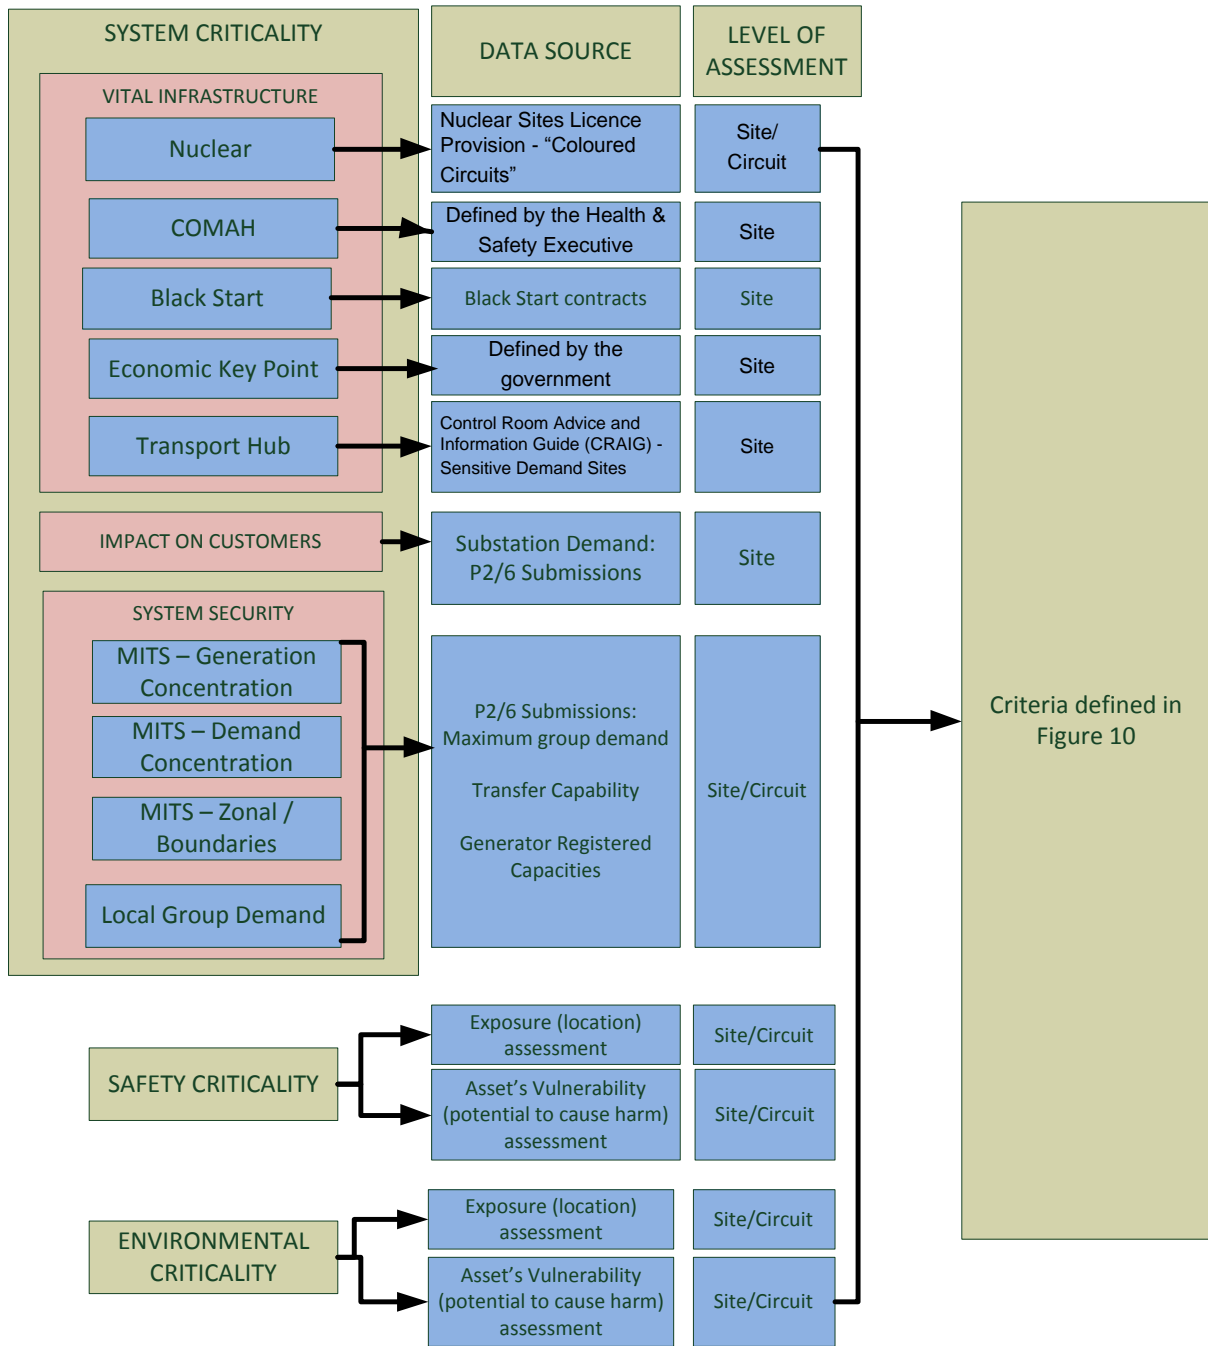 SYSTEM CRITICALITY
DATA SOURCE
LEVEL OF
ASSESSMENT
VITAL INFRASTRUCTURE
Nuclear
Nuclear Sites Licence
Provision - “Coloured
Circuits”
Site/
Circuit
COMAH
Defined by the Health &
Safety Executive
Site
Black Start
Black Start contracts
Site
Economic Key Point
Defined by the
government
Site
Transport Hub
Control Room Advice and
Information Guide (CRAIG) -
Sensitive Demand Sites
Site
IMPACT ON CUSTOMERS
Substation Demand:
P2/6 Submissions
Site
SYSTEM SECURITY
MITS – Generation
Concentration
MITS – Demand
Concentration
MITS – Zonal /
Boundaries
Local Group Demand
P2/6 Submissions:
Maximum group demand
Transfer Capability
Generator Registered
Capacities
Site/Circuit
Criteria defined in
Figure 10
SAFETY CRITICALITY
Exposure (location)
assessment
Site/Circuit
Asset’s Vulnerability
(potential to cause harm)
assessment
Site/Circuit
ENVIRONMENTAL
CRITICALITY
Exposure (location)
assessment
Site/Circuit
Asset’s Vulnerability
(potential to cause harm)
assessment
Site/Circuit